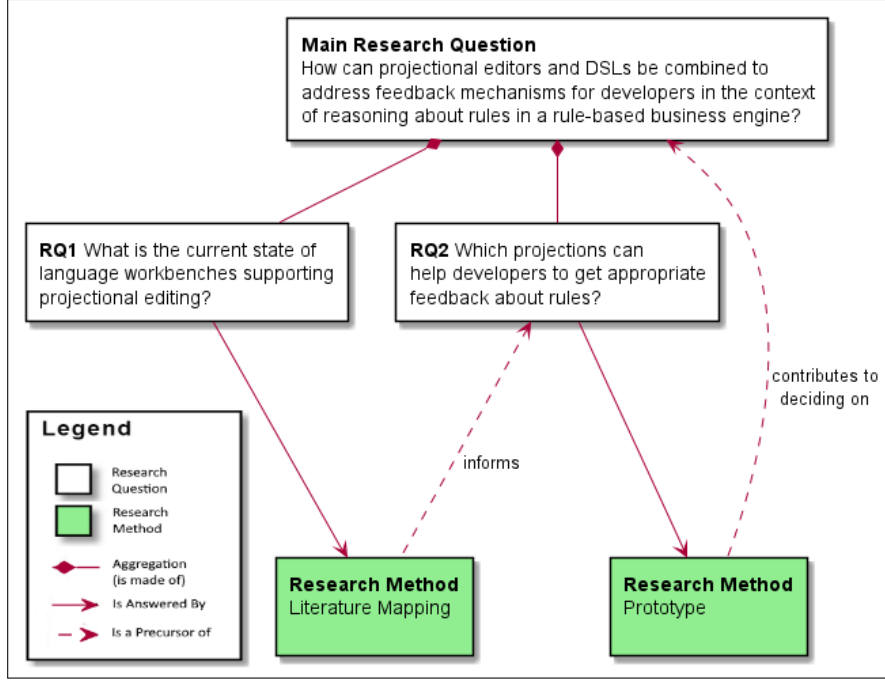 Main Research Question
How can projectional editors and DSLs be combined to
address feedback mechanisms for developers in the context
of reasoning about rules in a rule-based business engine?
RQ1 What is the current state of
language workbenches supporting
projectional editing?
RQ2 Which projections can
help developers to get appropriate
feedback about rules?
contributes to
deciding on
informs
Legend
Research
Question
Research
Method
Aggregation
(is made of)
Is Answered By
Is a Precursor of
Research Method
Literature Mapping
Research Method
Prototype